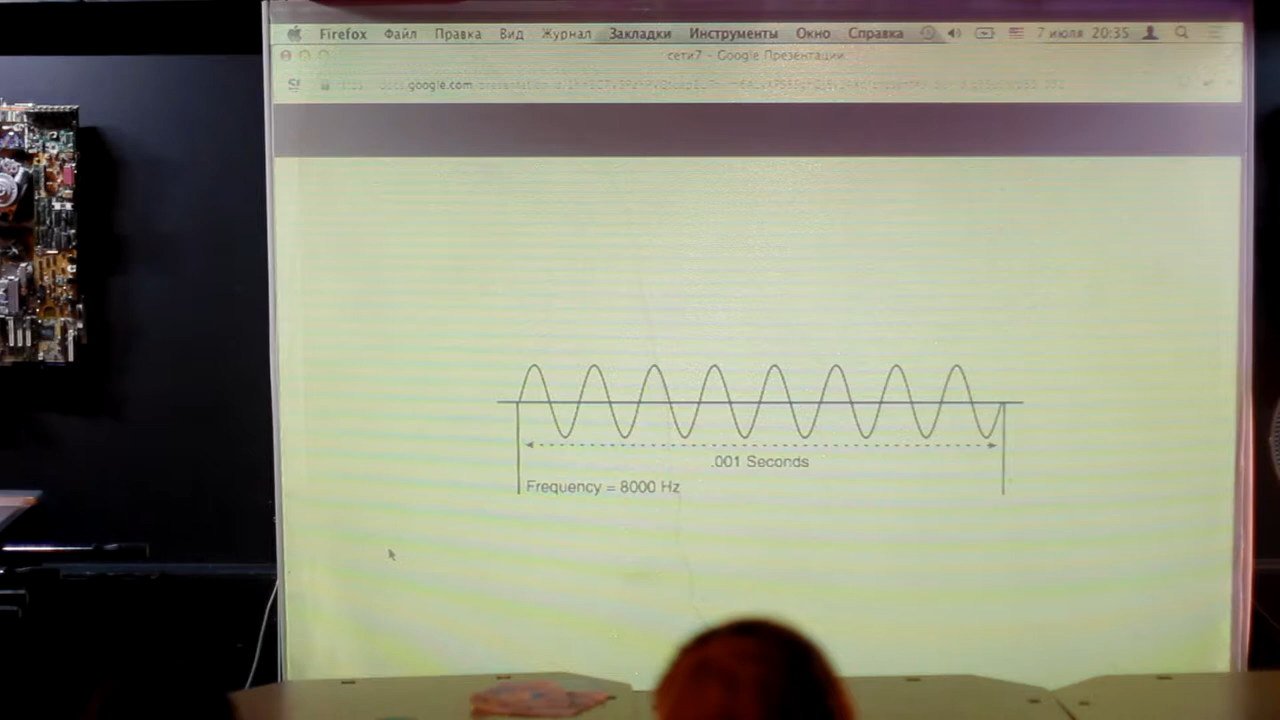 Firefox Файл Правка Вид Журнал Закладки Инструменты Окно Справка 7 июля 20:35
сети7 – Google Презентации
docs.google.com
.001 Seconds
Frequency = 8000 Hz